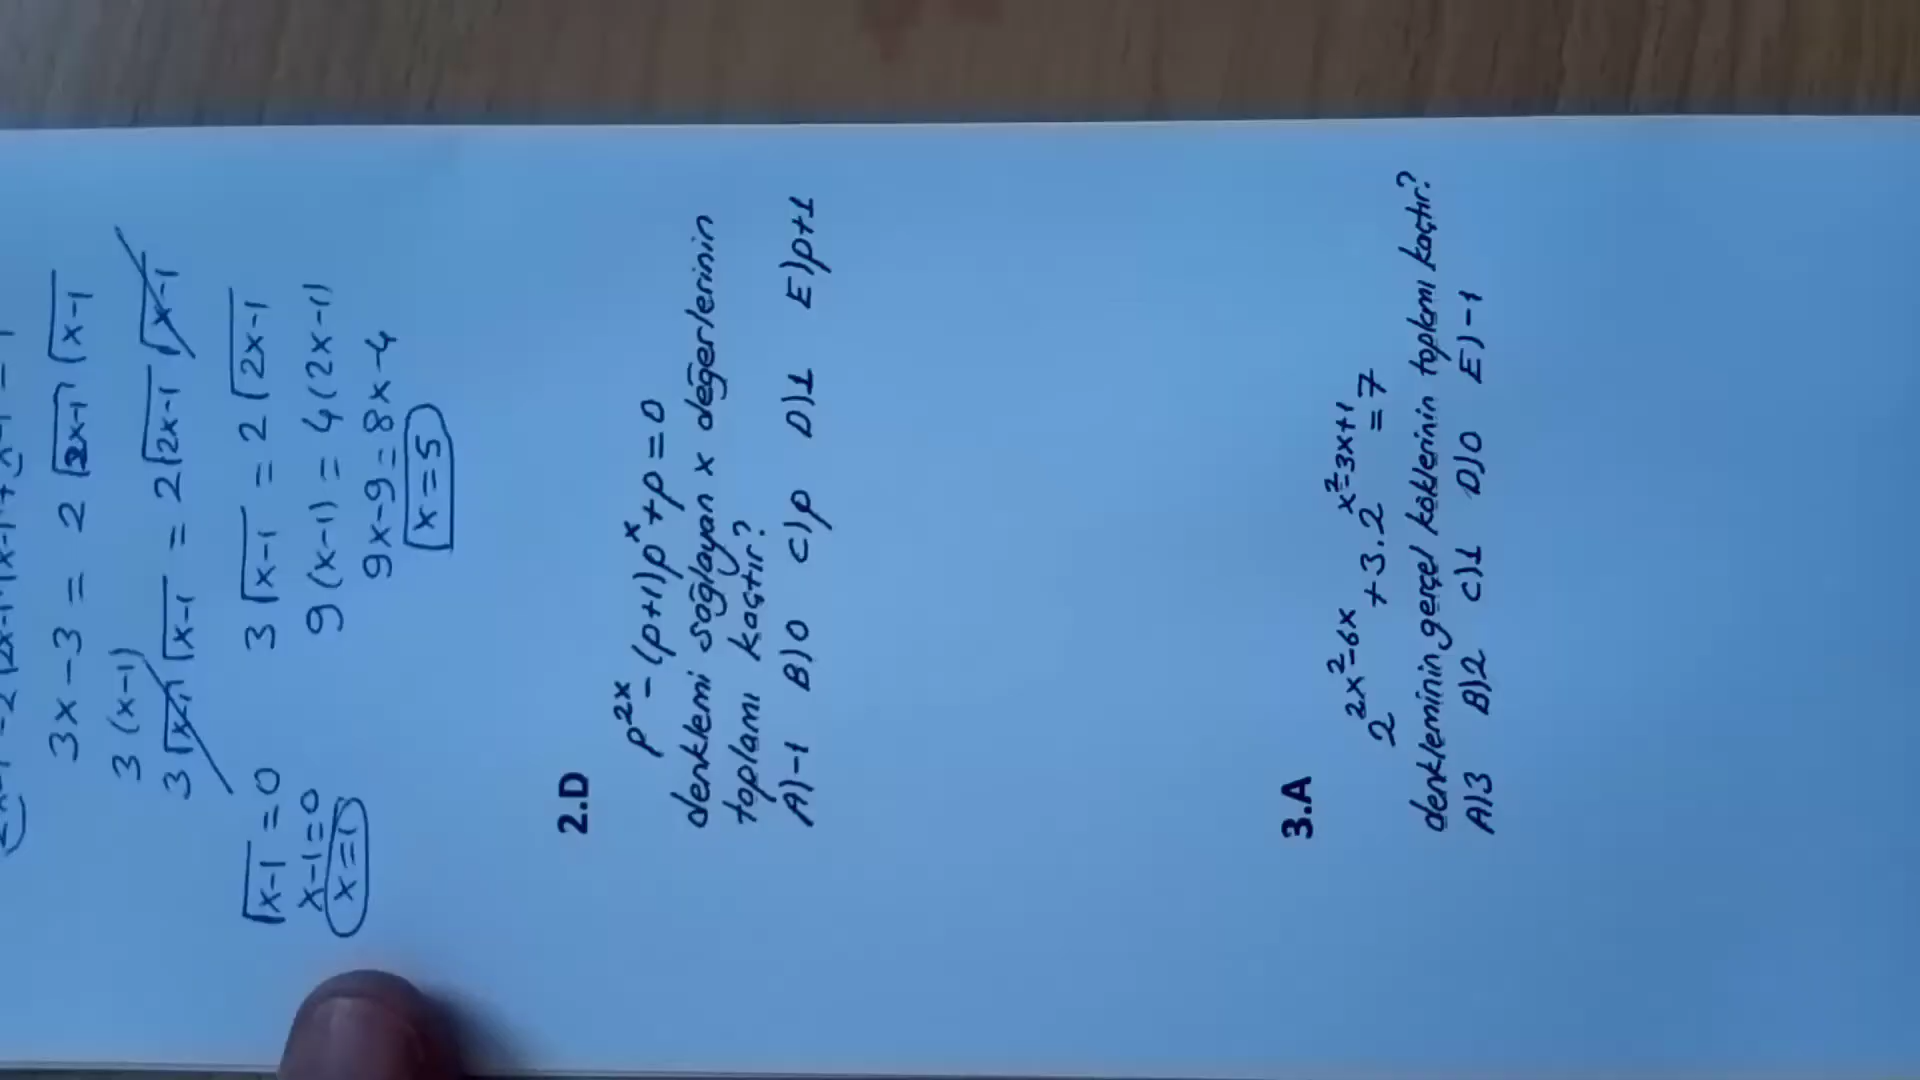 3x-3 = 2 √2x-1 √x-1
3(x-1)
3√x-1 √x-1 = 2√2x-1 √x-1
√x-1 = 0 3√x-1 = 2√2x-1
x-1=0 9(x-1) = 4(2x-1)
x=1 9x-9=8x-4
x=5
2.D
p^2x - (p+1)p^x + p = 0
denklemi sağlayan x değerlerinin
toplamı kaçtır?
A)-1 B)0 C)p D)1 E)p+1
3.A
2^2x²-6x + 3.2^x²-3x+1 = 7
denkleminin gerçel köklerinin toplamı kaçtır?
A)3 B)2 C)1 D)0 E)-1